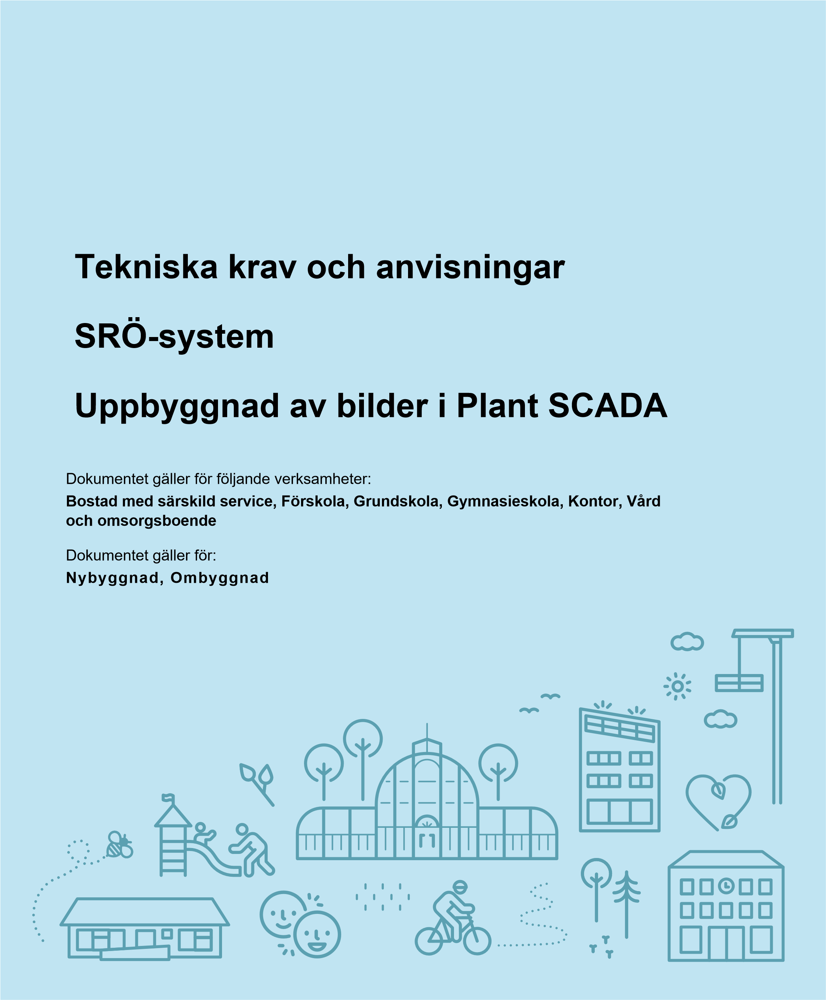 Tekniska krav och anvisningar
SRÖ-system
Uppbyggnad av bilder i Plant SCADA
Dokumentet gäller för följande verksamheter:
Bostad med särskild service, Förskola, Grundskola, Gymnasieskola, Kontor, Vård
och omsorgsboende
Dokumentet gäller för:
Nybyggnad, Ombyggnad